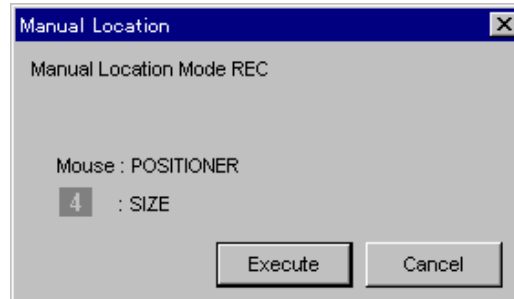 Manual Location
Manual Location Mode REC
Mouse : POSITIONER
4 : SIZE
Execute Cancel